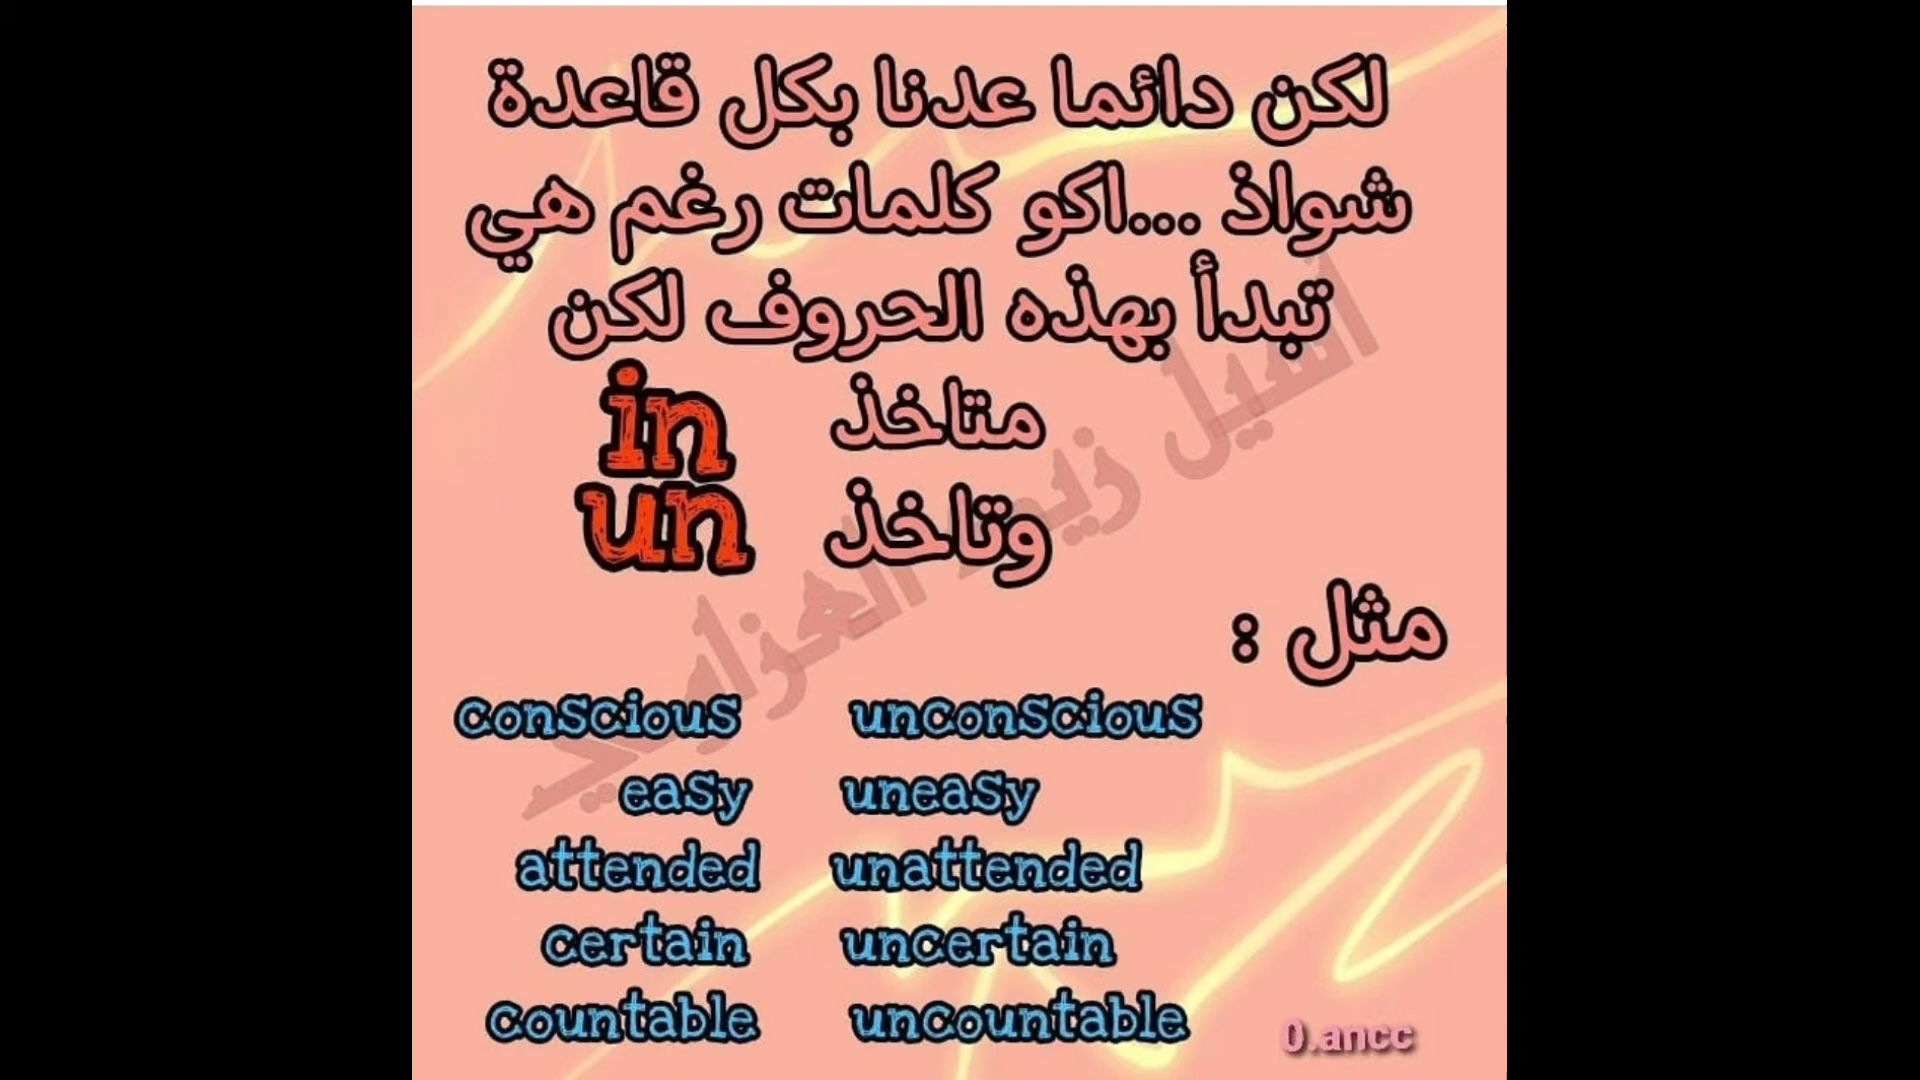 لكن دائما عدنا بكل قاعدة
شواذ ...اكو كلمات رغم هي
تبدأ بهذه الحروف لكن
متاخذ in
وتاخذ un
مثل :
conscious unconscious
easy uneasy
attended unattended
certain uncertain
countable uncountable
0.ancc